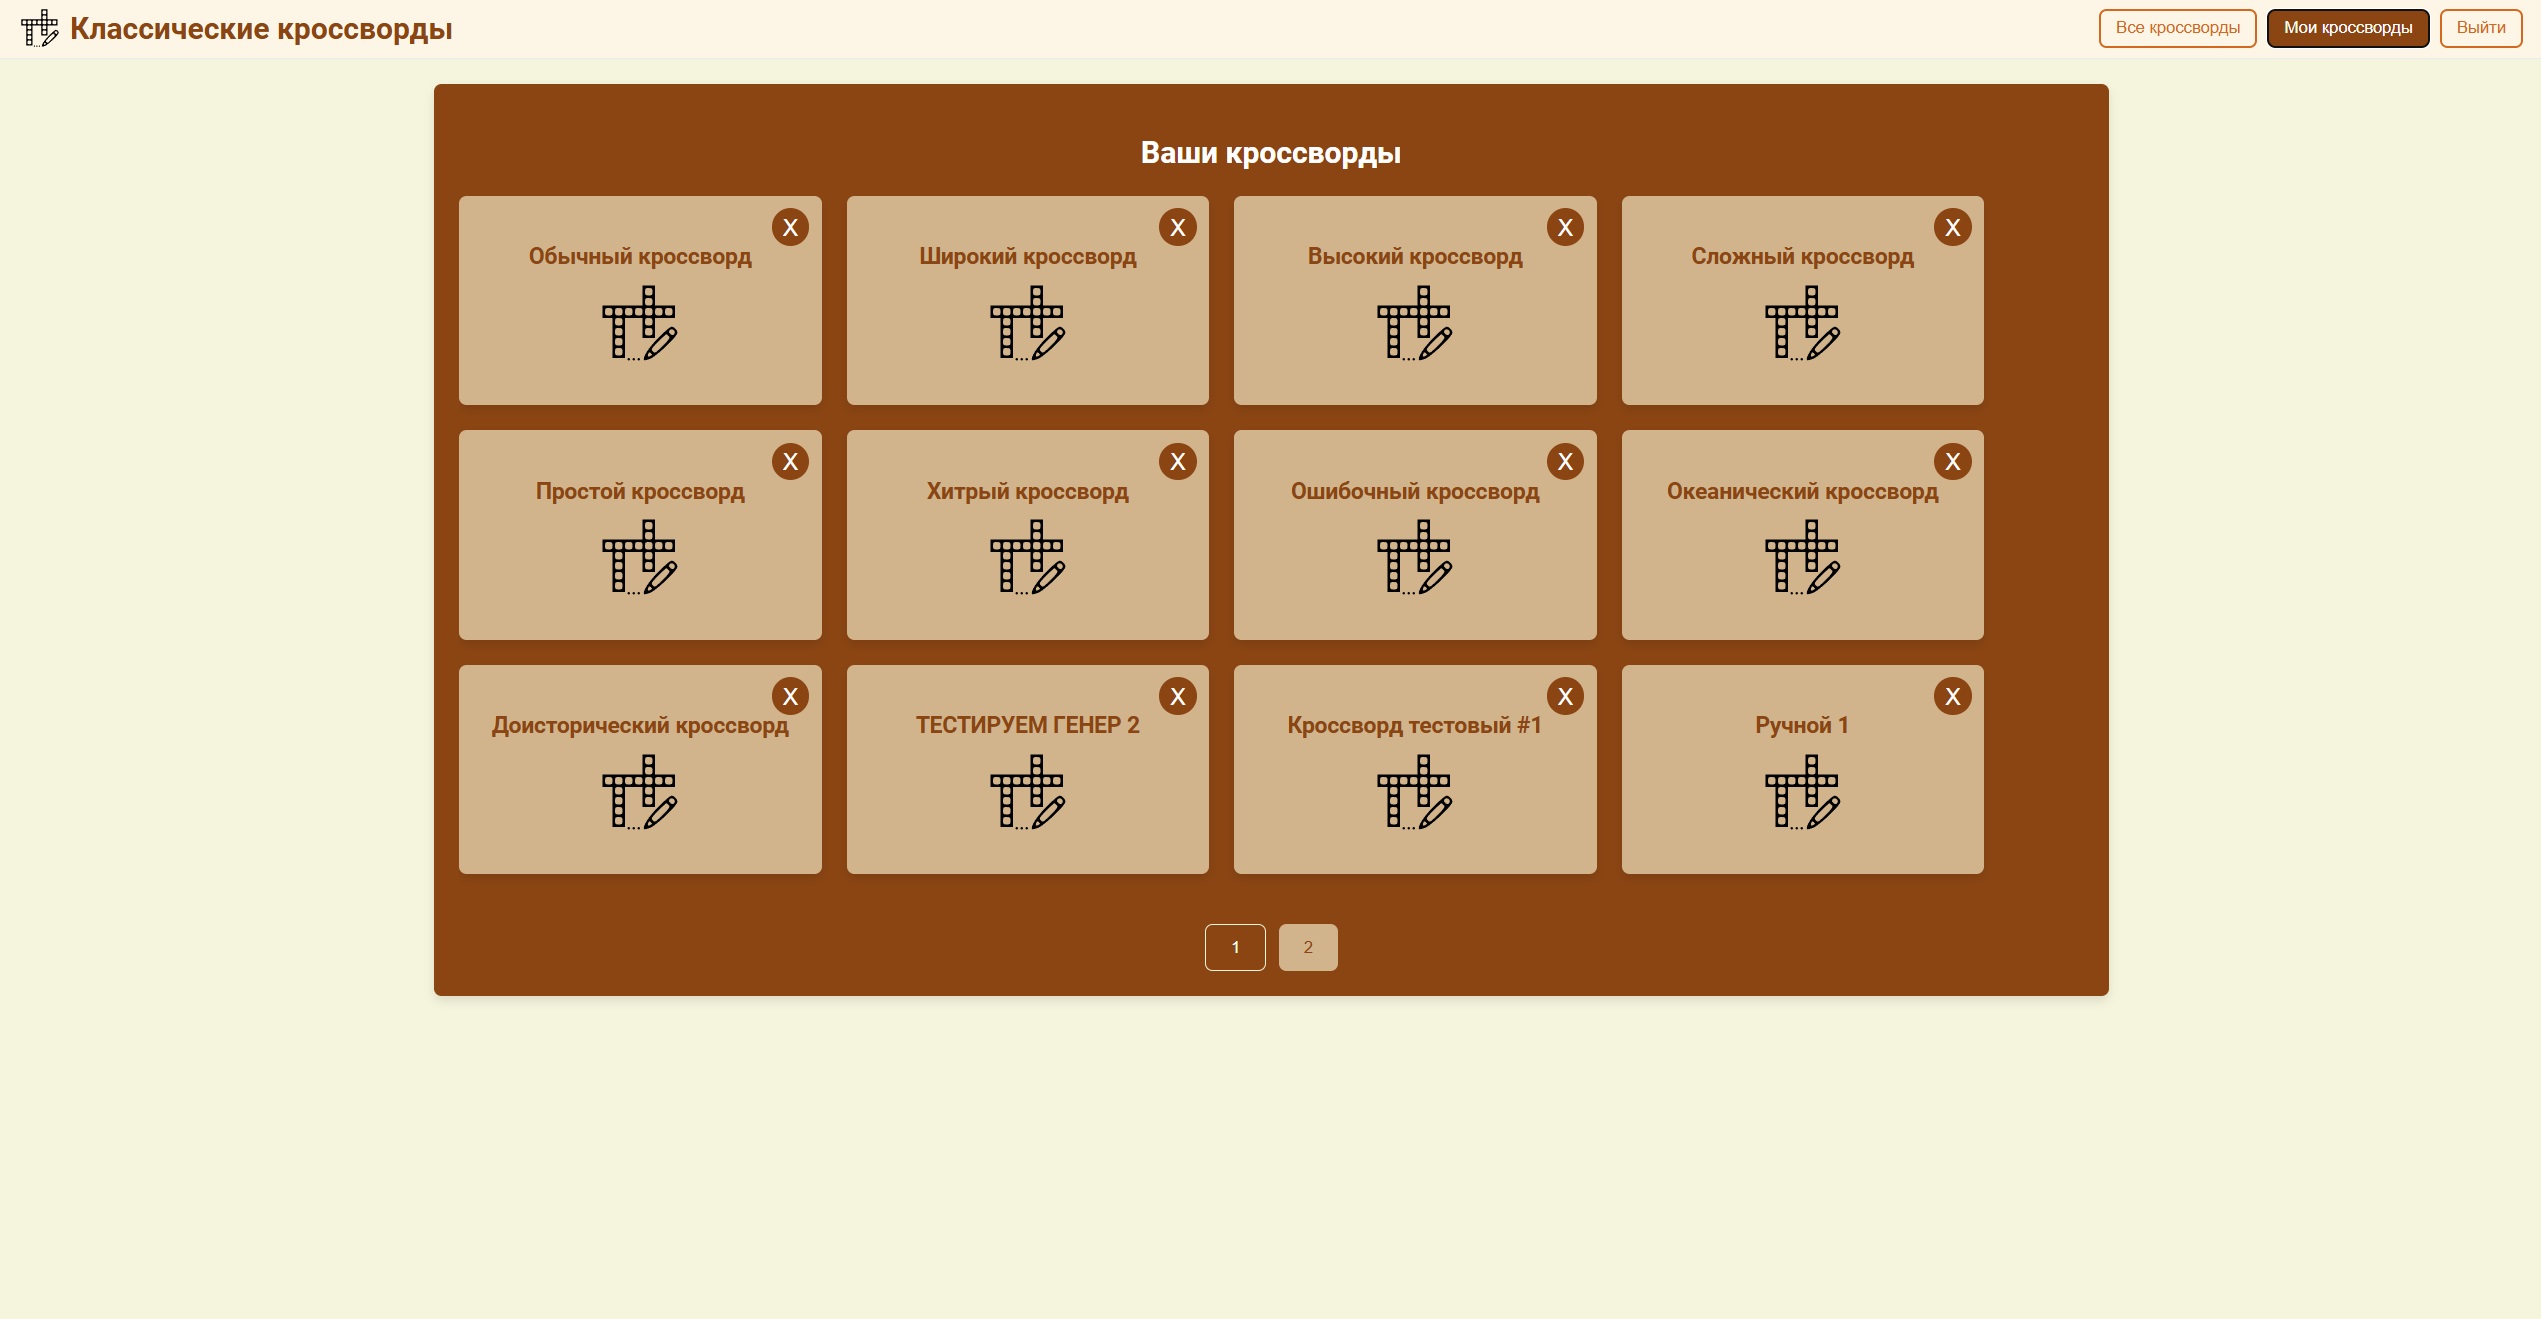 Классические кроссворды
Все кроссворды
Мои кроссворды
Выйти
Ваши кроссворды
X
Обычный кроссворд
X
Широкий кроссворд
X
Высокий кроссворд
X
Сложный кроссворд
X
Простой кроссворд
X
Хитрый кроссворд
X
Ошибочный кроссворд
X
Океанический кроссворд
X
Доисторический кроссворд
X
ТЕСТИРУЕМ ГЕНЕР 2
X
Кроссворд тестовый #1
X
Ручной 1
1
2